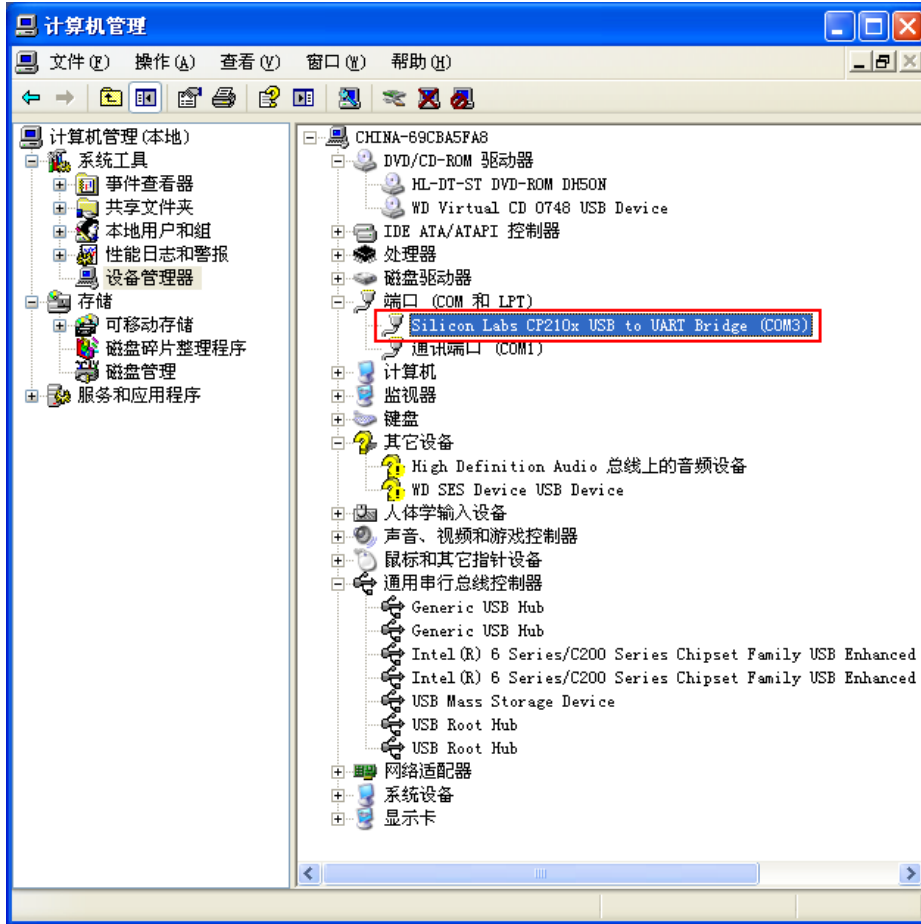 计算机管理
文件(F) 操作(A) 查看(V) 窗口(W) 帮助(H)
计算机管理(本地)
系统工具
事件查看器
共享文件夹
本地用户和组
性能日志和警报
设备管理器
存储
可移动存储
磁盘碎片整理程序
磁盘管理
服务和应用程序
CHINA-69CBA5FA8
DVD/CD-ROM 驱动器
HL-DT-ST DVD-ROM DH50N
WD Virtual CD 0748 USB Device
IDE ATA/ATAPI 控制器
处理器
磁盘驱动器
端口 (COM 和 LPT)
Silicon Labs CP210x USB to UART Bridge (COM3)
通讯端口 (COM1)
计算机
监视器
键盘
其它设备
High Definition Audio 总线上的音频设备
WD SES Device USB Device
人体学输入设备
声音、视频和游戏控制器
鼠标和其它指针设备
通用串行总线控制器
Generic USB Hub
Generic USB Hub
Intel(R) 6 Series/C200 Series Chipset Family USB Enhanced
Intel(R) 6 Series/C200 Series Chipset Family USB Enhanced
USB Mass Storage Device
USB Root Hub
USB Root Hub
网络适配器
系统设备
显示卡